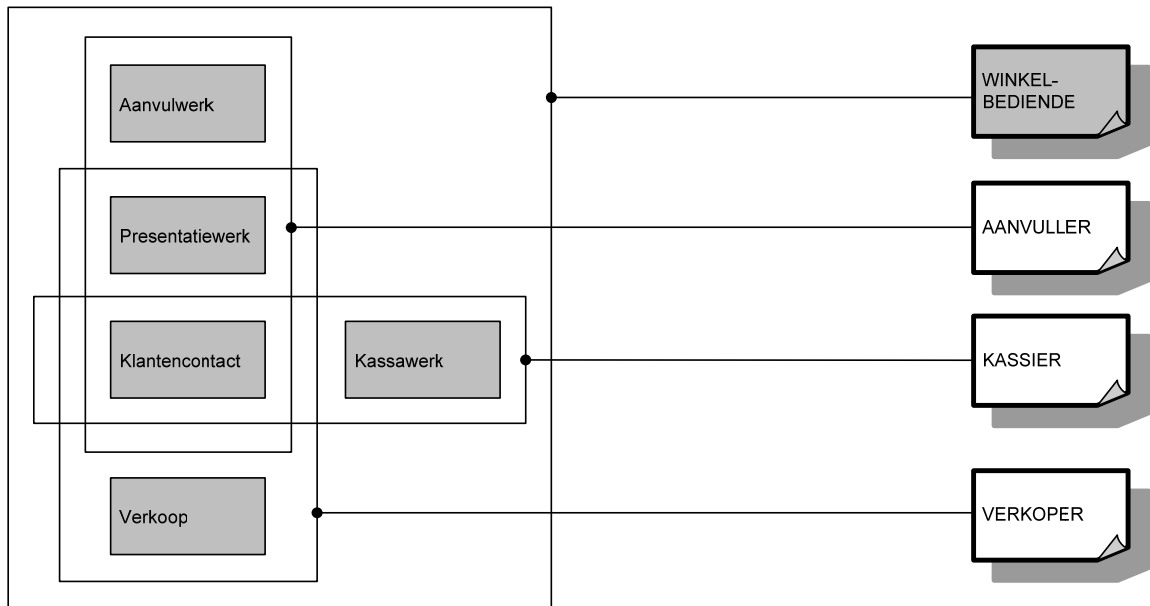 Aanvulwerk
WINKEL-
BEDIENDE
Presentatiewerk
AANVULLER
Klantencontact
Kassawerk
KASSIER
Verkoop
VERKOPER